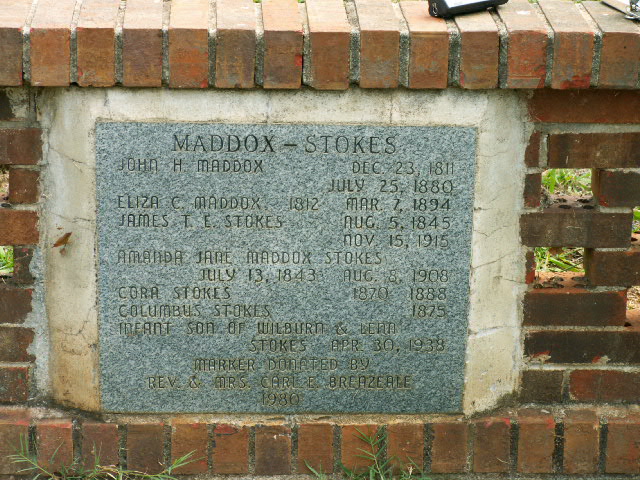 MADDOX – STOKES
JOHN H. MADDOX DEC. 23, 1811
JULY 25, 1880
ELIZA C. MADDOX, 1812 MAR. 7, 1894
JAMES T. E. STOKES AUG. 5, 1845
NOV. 15, 1915
AMANDA JANE MADDOX STOKES
JULY 13, 1843 AUG. 8, 1908
CORA STOKES 1870 1888
COLUMBUS STOKES 1875
INFANT SON OF WILBURN & LENA
STOKES APR. 30, 1938
MARKER DONATED BY
REV. & MRS. CARL E. BREAZEALE
1980